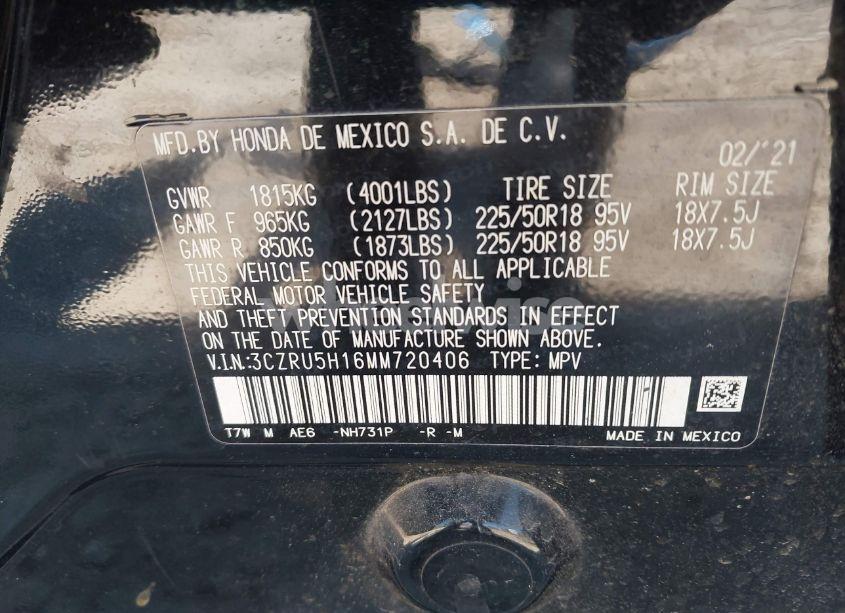 MFD. BY HONDA DE MEXICO S.A. DE C.V.
02/'21
GVWR 1815KG (4001LBS) TIRE SIZE RIM SIZE
GAWR F 965KG (2127LBS) 225/50R18 95V 18X7.5J
GAWR R 850KG (1873LBS) 225/50R18 95V 18X7.5J
THIS VEHICLE CONFORMS TO ALL APPLICABLE
FEDERAL MOTOR VEHICLE SAFETY
AND THEFT PREVENTION STANDARDS IN EFFECT
ON THE DATE OF MANUFACTURE SHOWN ABOVE.
V.I.N.:3CZRU5H16MM720406 TYPE: MPV
T7W M AE6 -NH731P -R -M MADE IN MEXICO